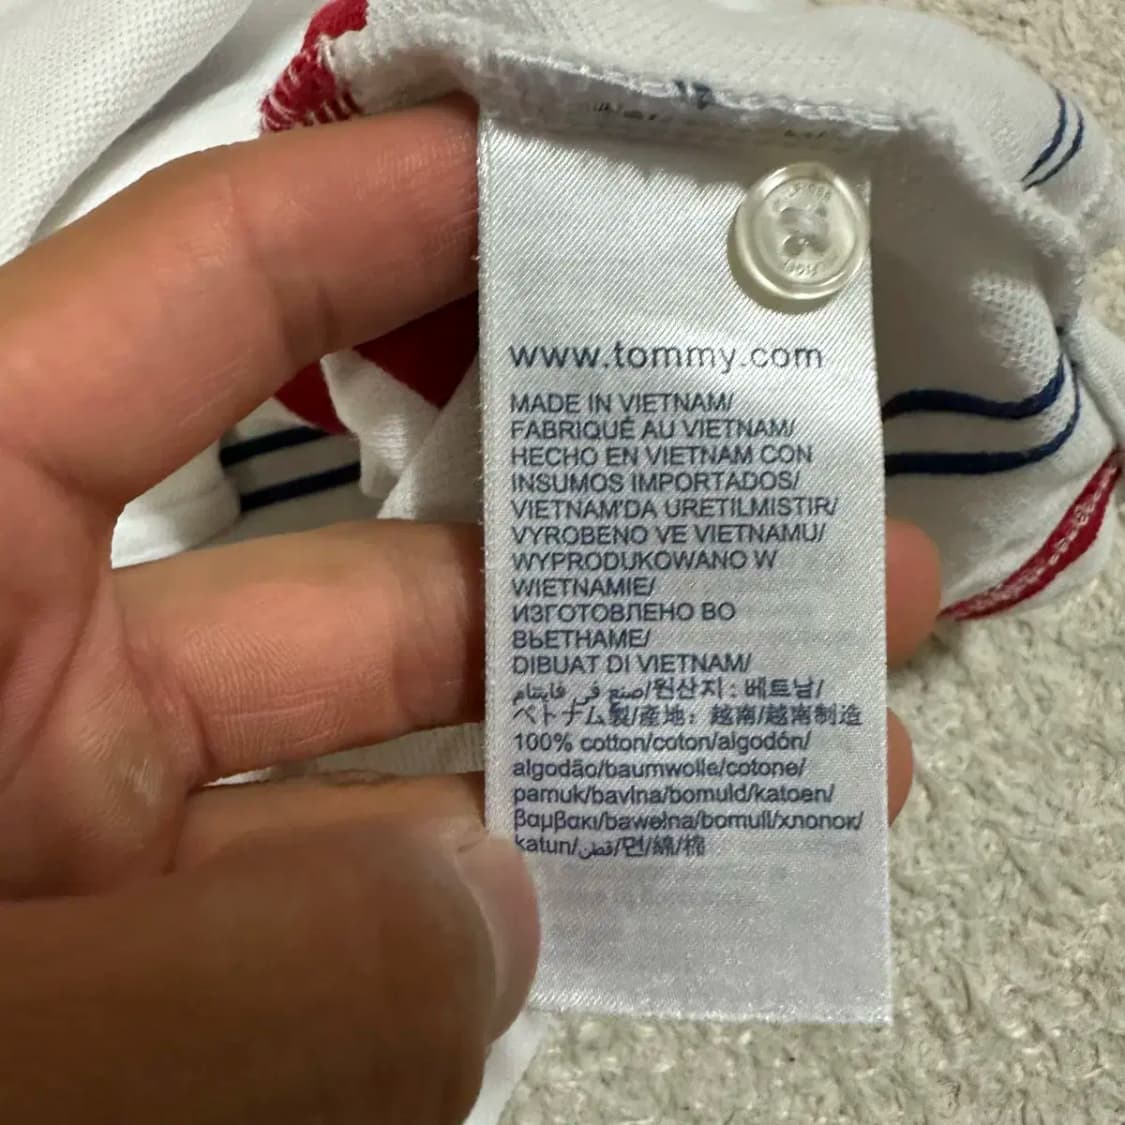 www.tommy.com
MADE IN VIETNAM/
FABRIQUÉ AU VIETNAM/
HECHO EN VIETNAM CON
INSUMOS IMPORTADOS/
VIETNAM'DA URETILMISTIR/
VYROBENO VE VIETNAMU/
WYPRODUKOWANO W
WIETNAMIE/
ИЗГОТОВЛЕНО ВО
ВЬЕТНАМЕ/
DIBUAT DI VIETNAM/
صنع في فايتنام/원산지 : 베트남/
ベトナム製/産地：越南/越南制造
100% cotton/coton/algodón/
algodão/baumwolle/cotone/
pamuk/bavlna/bomuld/katoen/
βαμβακι/bawełna/bomull/хлопок/
katun/قطن/면/綿/棉